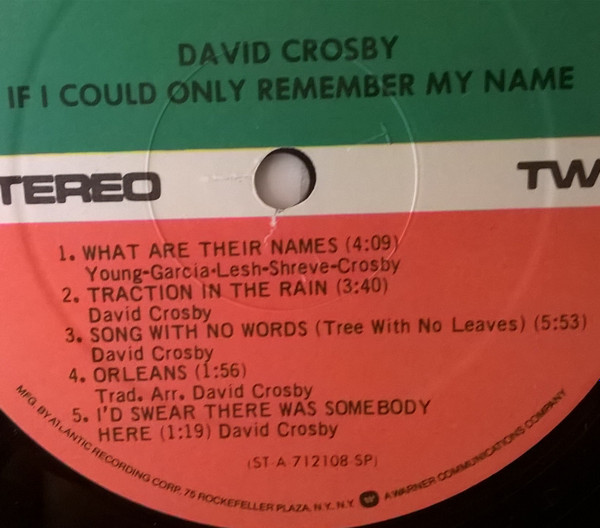 DAVID CROSBY
IF I COULD ONLY REMEMBER MY NAME
TEREO TW
1. WHAT ARE THEIR NAMES (4:09)
Young-Garcia-Lesh-Shreve-Crosby
2. TRACTION IN THE RAIN (3:40)
David Crosby
3. SONG WITH NO WORDS (Tree With No Leaves) (5:53)
David Crosby
4. ORLEANS (1:56)
Trad. Arr. David Crosby
5. I'D SWEAR THERE WAS SOMEBODY
HERE (1:19) David Crosby
(ST-A-712108 SP)
MFG. BY ATLANTIC RECORDING CORP. 75 ROCKEFELLER PLAZA, N.Y. N.Y. W A WARNER COMMUNICATIONS COMPANY